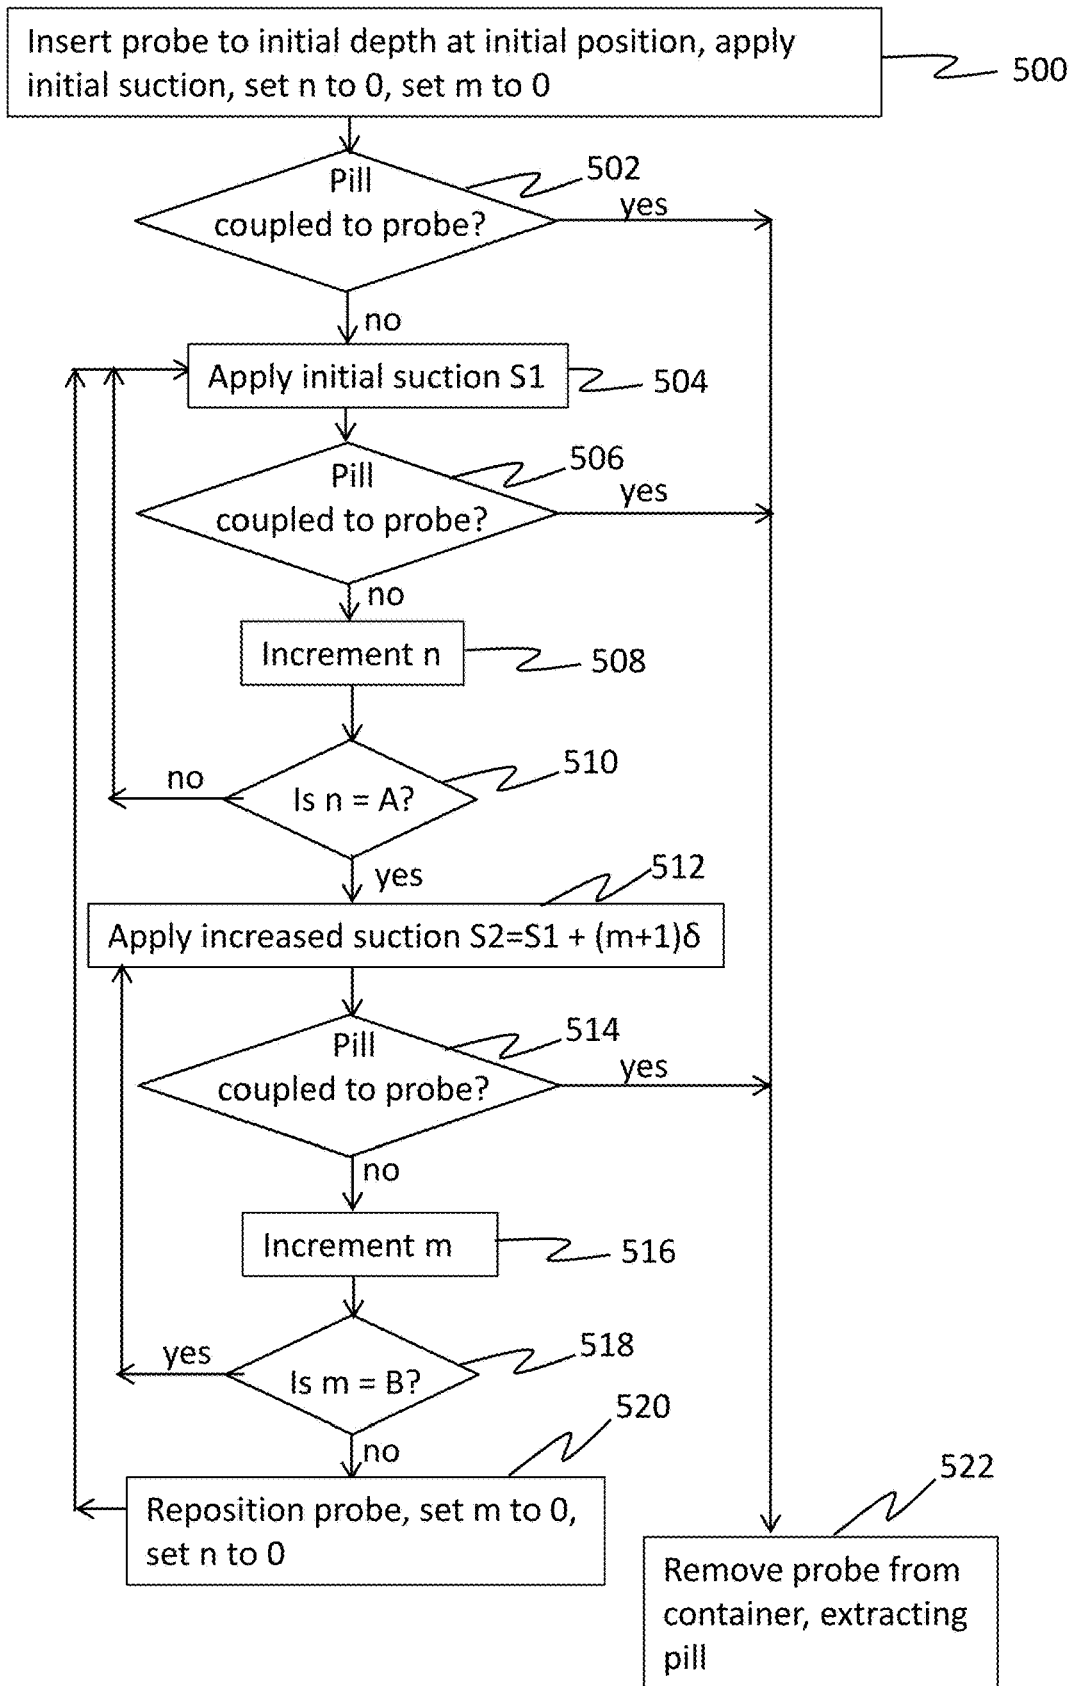 Insert probe to initial depth at initial position, apply
initial suction, set n to 0, set m to 0
500
Pill
coupled to probe?
502
yes
no
Apply initial suction S1
504
Pill
coupled to probe?
506
yes
no
Increment n
508
Is n = A?
510
no
yes
512
Apply increased suction S2=S1 + (m+1)δ
Pill
coupled to probe?
514
yes
no
Increment m
516
Is m = B?
518
yes
no
520
Reposition probe, set m to 0,
set n to 0
522
Remove probe from
container, extracting
pill